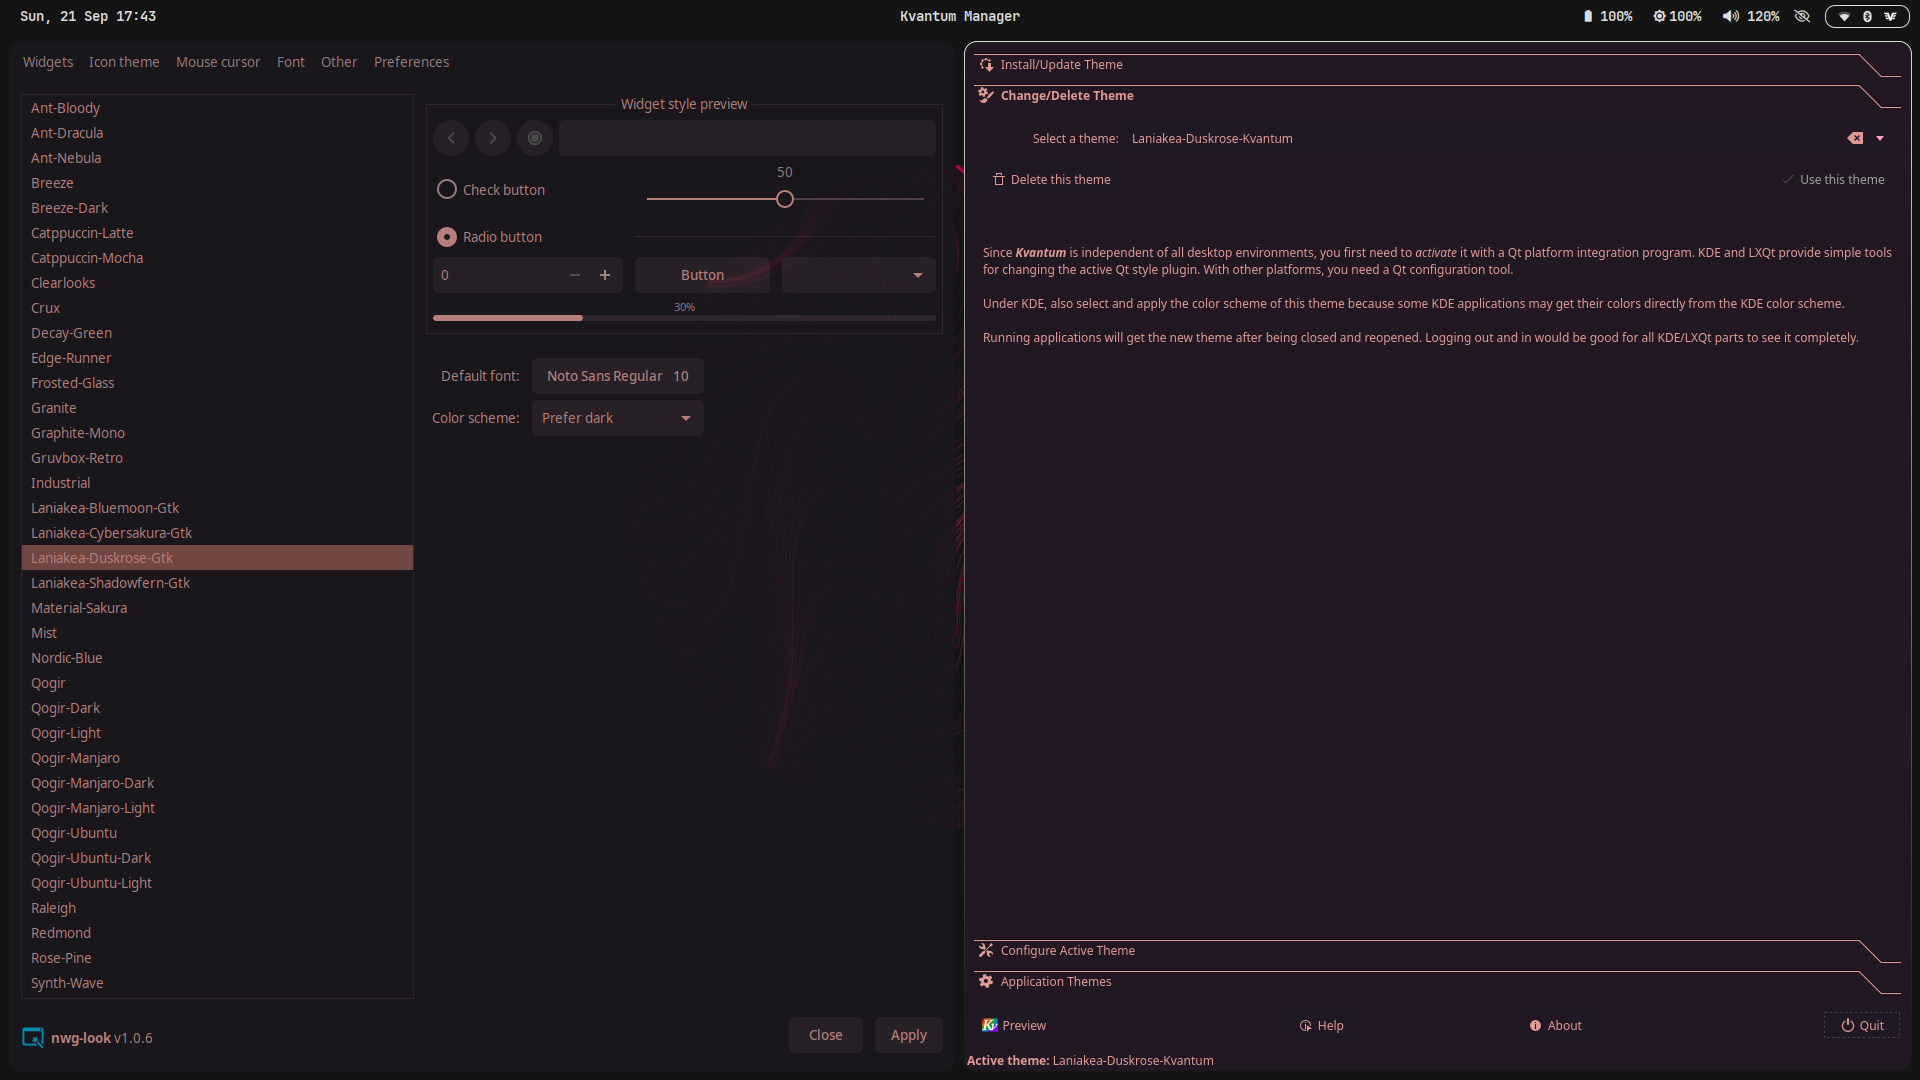 Sun, 21 Sep 17:43
Kvantum Manager
100%
100%
120%
Widgets Icon theme Mouse cursor Font Other Preferences
Ant-Bloody
Ant-Dracula
Ant-Nebula
Breeze
Breeze-Dark
Catppuccin-Latte
Catppuccin-Mocha
Clearlooks
Crux
Decay-Green
Edge-Runner
Frosted-Glass
Granite
Graphite-Mono
Gruvbox-Retro
Industrial
Laniakea-Bluemoon-Gtk
Laniakea-Cybersakura-Gtk
Laniakea-Duskrose-Gtk
Laniakea-Shadowfern-Gtk
Material-Sakura
Mist
Nordic-Blue
Qogir
Qogir-Dark
Qogir-Light
Qogir-Manjaro
Qogir-Manjaro-Dark
Qogir-Manjaro-Light
Qogir-Ubuntu
Qogir-Ubuntu-Dark
Qogir-Ubuntu-Light
Raleigh
Redmond
Rose-Pine
Synth-Wave
Widget style preview
50
Check button
Radio button
0
Button
30%
Default font: Noto Sans Regular 10
Color scheme: Prefer dark
nwg-look v1.0.6
Close
Apply
Install/Update Theme
Change/Delete Theme
Select a theme: Laniakea-Duskrose-Kvantum
Delete this theme
Use this theme
Since Kvantum is independent of all desktop environments, you first need to activate it with a Qt platform integration program. KDE and LXQt provide simple tools
for changing the active Qt style plugin. With other platforms, you need a Qt configuration tool.
Under KDE, also select and apply the color scheme of this theme because some KDE applications may get their colors directly from the KDE color scheme.
Running applications will get the new theme after being closed and reopened. Logging out and in would be good for all KDE/LXQt parts to see it completely.
Configure Active Theme
Application Themes
Preview
Help
About
Quit
Active theme: Laniakea-Duskrose-Kvantum